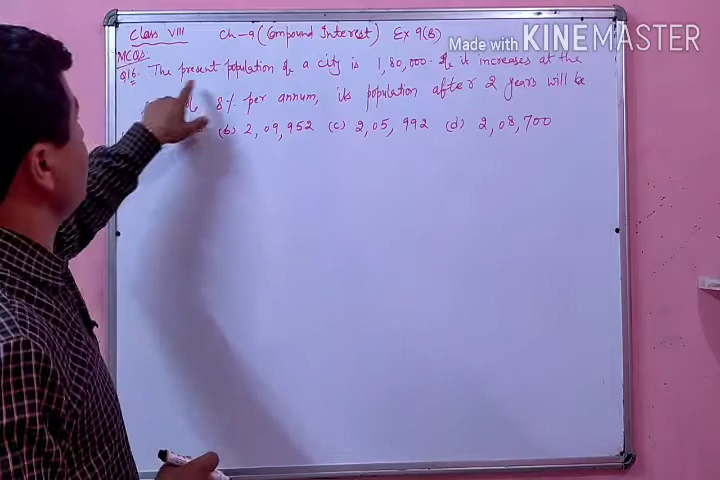 Made with KINEMASTER
Class VIII Ch-9 (Compound Interest) Ex 9(B)
MCQs.
Q16. The present population of a city is 1,80,000. If it increases at the
8% per annum, its population after 2 years will be
(b) 2,09,952 (c) 2,05,992 (d) 2,08,700